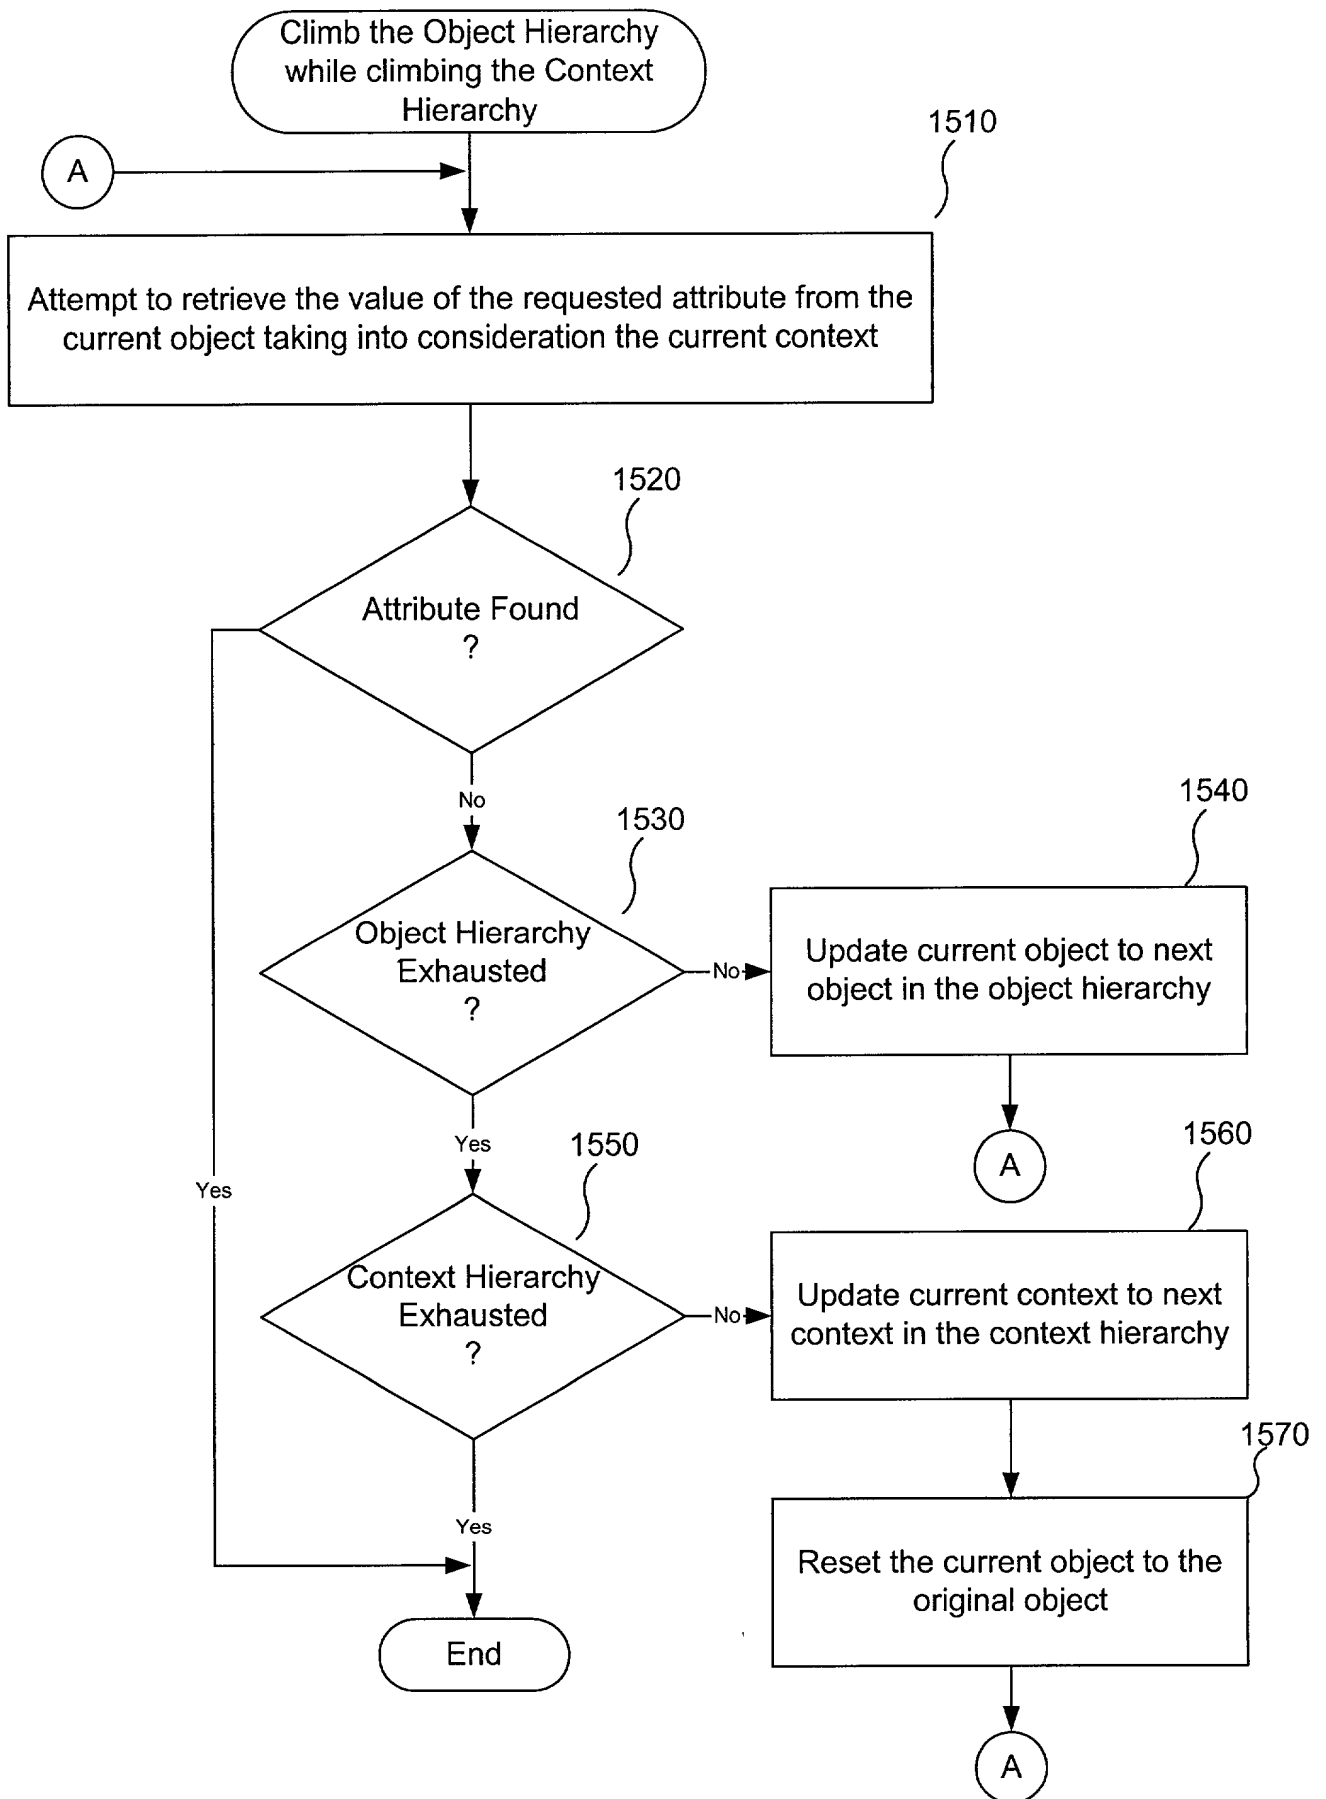 Climb the Object Hierarchy
while climbing the Context
Hierarchy
A
1510
Attempt to retrieve the value of the requested attribute from the
current object taking into consideration the current context
1520
Attribute Found
?
No
1530
Object Hierarchy
Exhausted
?
No
1540
Update current object to next
object in the object hierarchy
A
Yes
Yes
1550
Context Hierarchy
Exhausted
?
No
1560
Update current context to next
context in the context hierarchy
1570
Reset the current object to the
original object
A
Yes
End